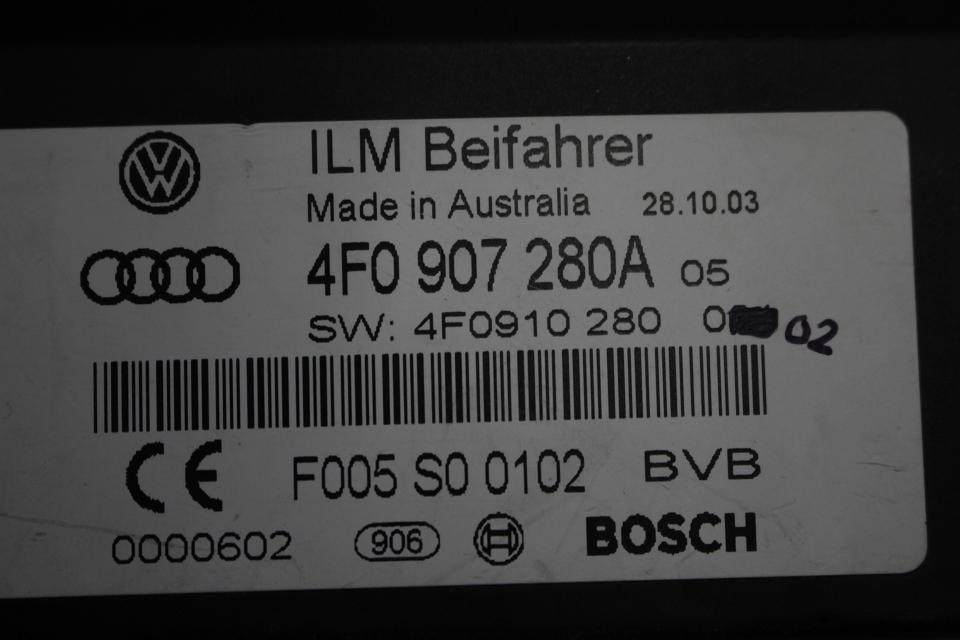 ILM Beifahrer
Made in Australia 28.10.03
4F0 907 280A 05
SW: 4F0910 280 0 02
F005 S0 0102 BVB
0000602 906 BOSCH